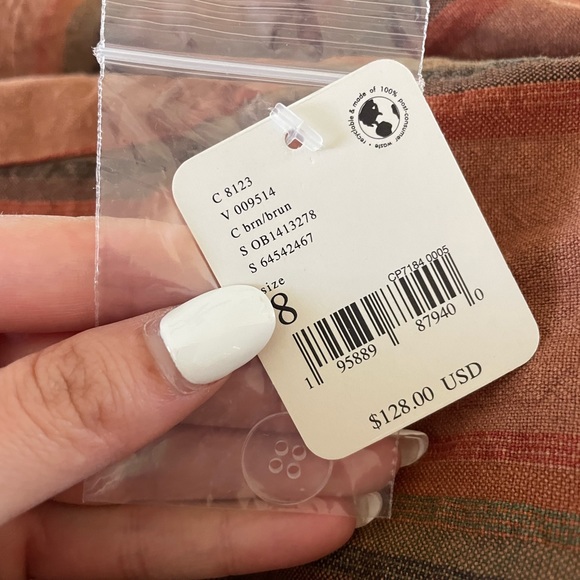 recyclable & made of 100% post-consumer waste •
C 8123
V 009514
C brn/brun
S OB1413278
S 64542467
size
8
CP7184 0005
1 95889 87940 0
$128.00 USD